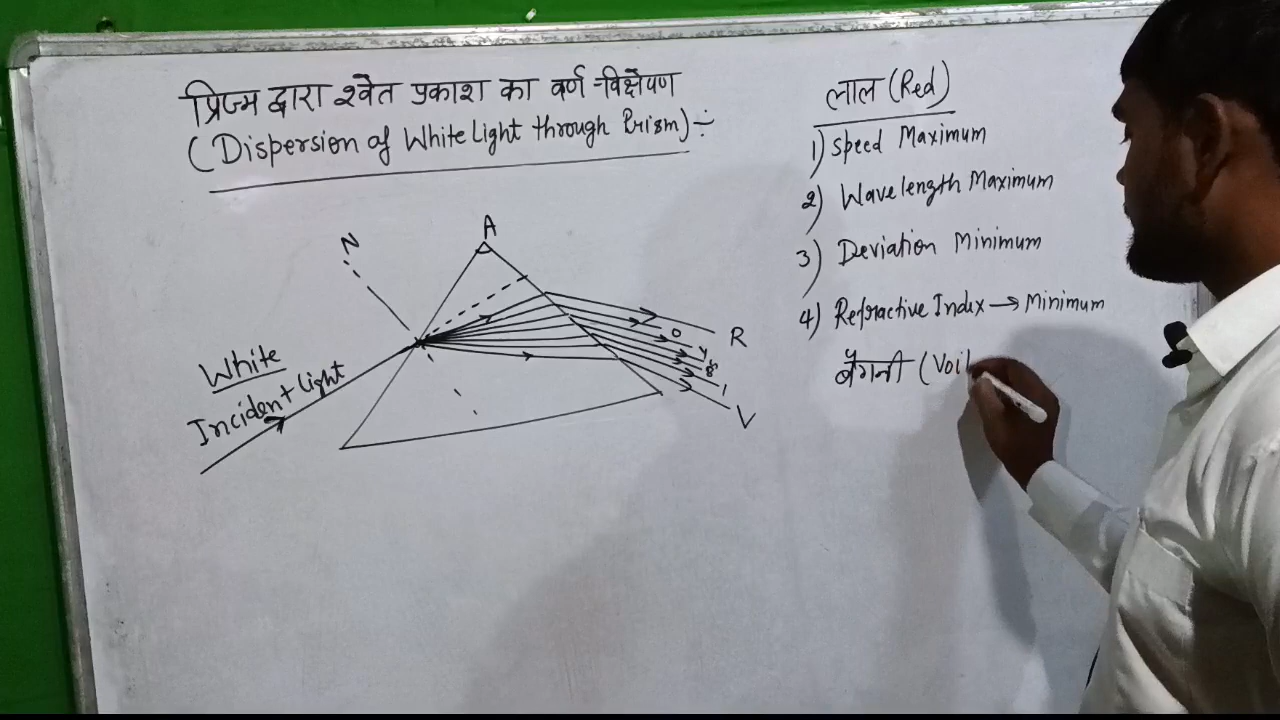 प्रिज्म द्वारा श्वेत प्रकाश का वर्ण-विक्षेपण
(Dispersion of White Light through Prism) ÷
N
A
White
Incident Light
R
O
Y
G
B
I
V
लाल (Red)
1) Speed Maximum
2) Wavelength Maximum
3) Deviation Minimum
4) Refractive Index → Minimum
बैगनी (Voil